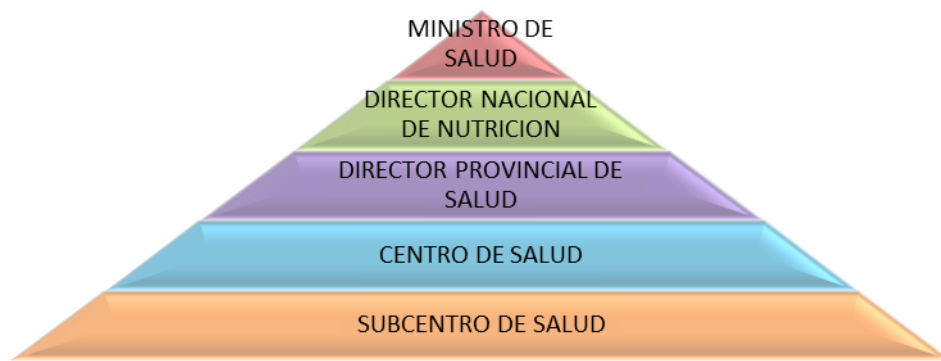 MINISTRO DE
SALUD
DIRECTOR NACIONAL
DE NUTRICION
DIRECTOR PROVINCIAL DE
SALUD
CENTRO DE SALUD
SUBCENTRO DE SALUD